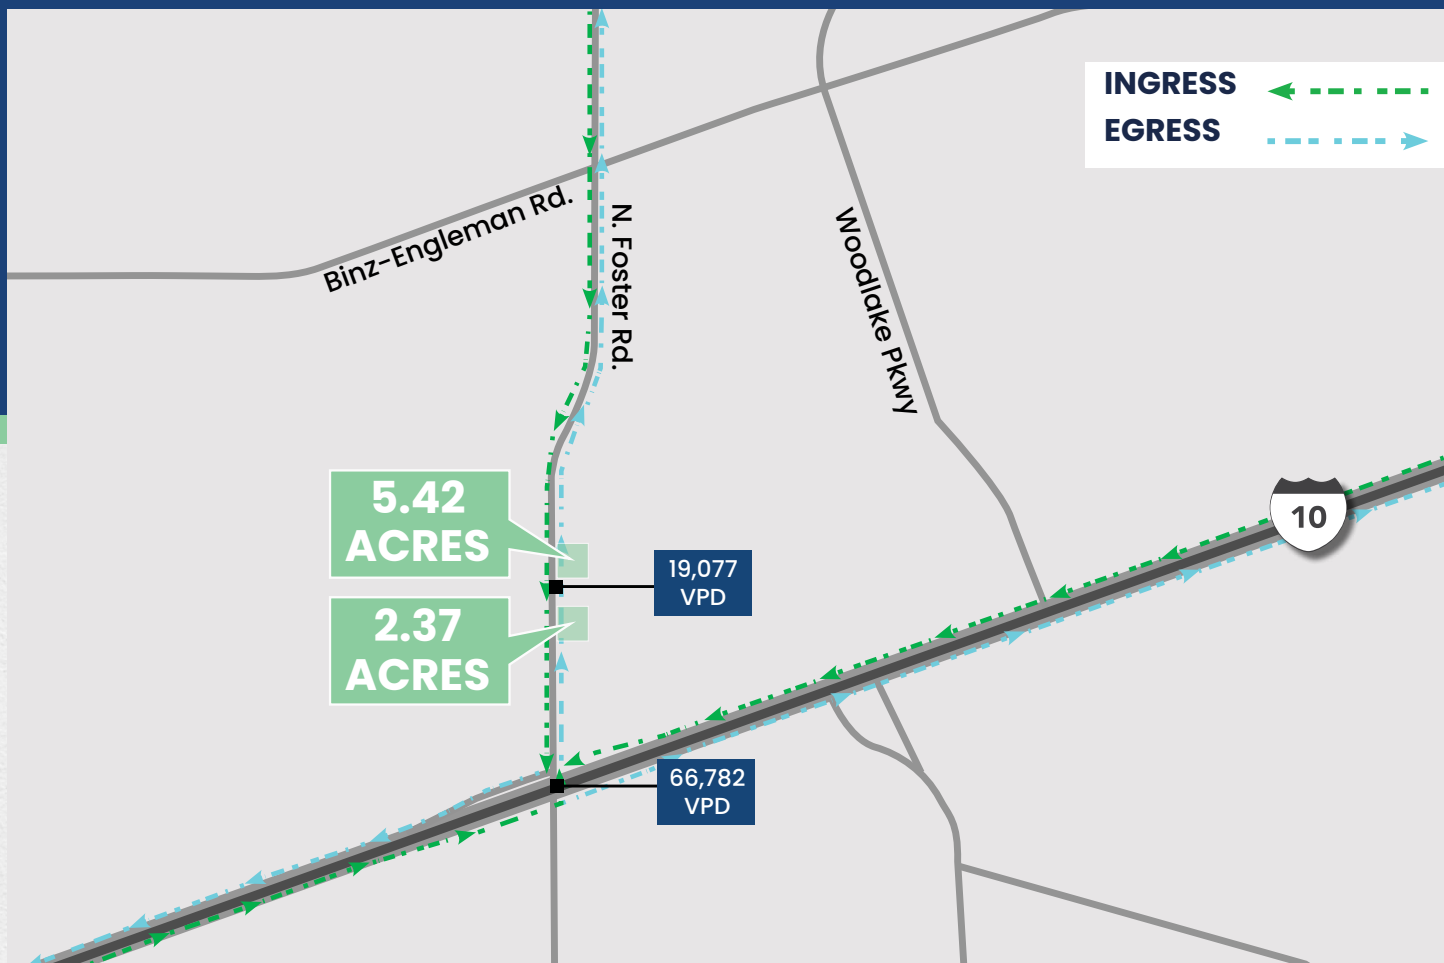 INGRESS
EGRESS
Binz-Engleman Rd.
N. Foster Rd.
Woodlake Pkwy
10
5.42
ACRES
19,077
VPD
2.37
ACRES
66,782
VPD